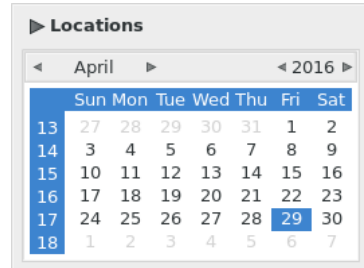 Locations
April 2016
Sun Mon Tue Wed Thu Fri Sat
13 27 28 29 30 31 1 2
14 3 4 5 6 7 8 9
15 10 11 12 13 14 15 16
16 17 18 19 20 21 22 23
17 24 25 26 27 28 29 30
18 1 2 3 4 5 6 7